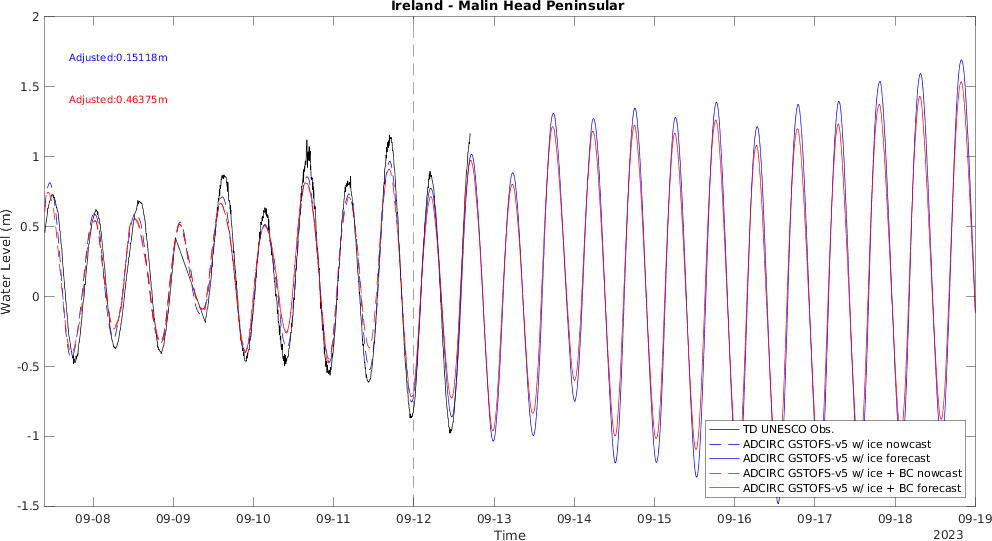 Ireland - Malin Head Peninsular
2
1.5
1
0.5
0
-0.5
-1
-1.5
Water Level (m)
Adjusted:0.15118m
Adjusted:0.46375m
TD UNESCO Obs.
ADCIRC GSTOFS-v5 w/ ice nowcast
ADCIRC GSTOFS-v5 w/ ice forecast
ADCIRC GSTOFS-v5 w/ ice + BC nowcast
ADCIRC GSTOFS-v5 w/ ice + BC forecast
09-08 09-09 09-10 09-11 09-12 09-13 09-14 09-15 09-16 09-17 09-18 09-19
Time
2023